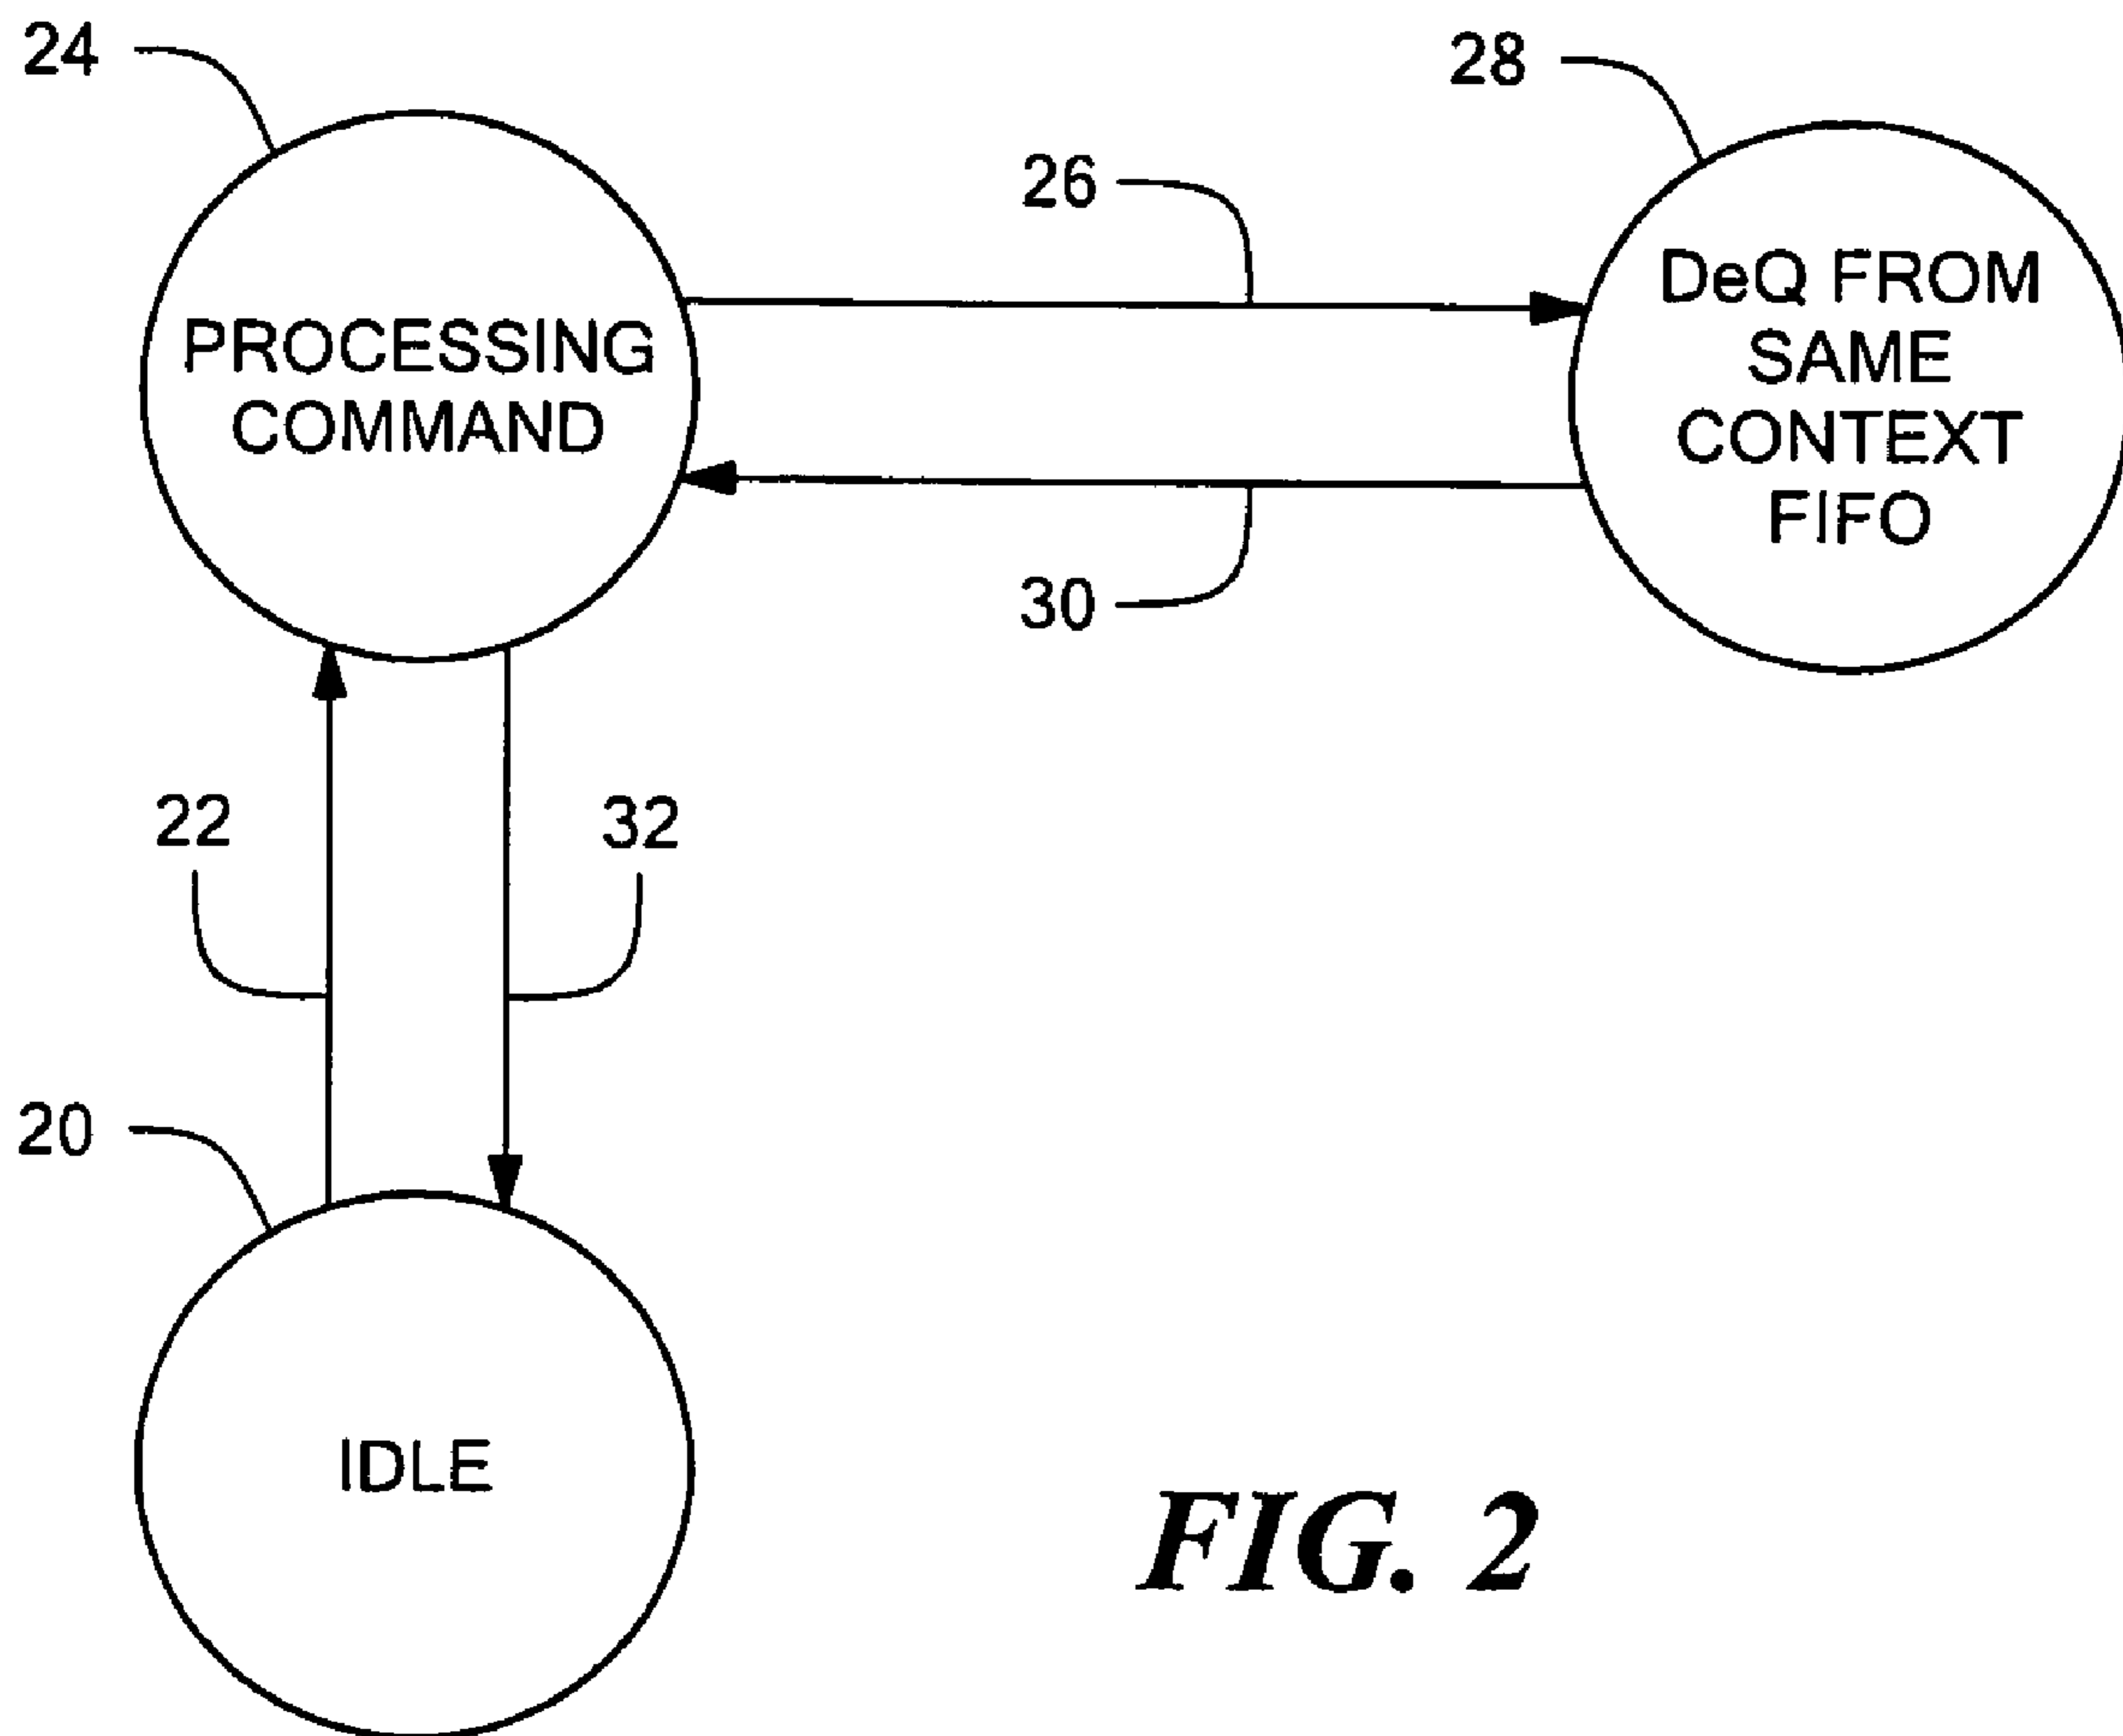 24
28
26
PROCESSING
COMMAND
DeQ FROM
SAME
CONTEXT
FIFO
30
22
32
20
IDLE
FIG. 2